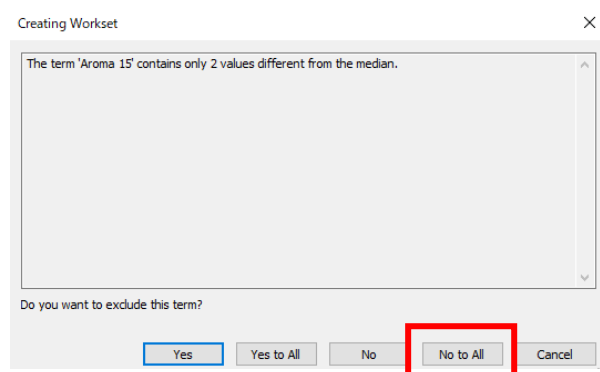 Creating Workset
The term 'Aroma 15' contains only 2 values different from the median.
Do you want to exclude this term?
Yes Yes to All No No to All Cancel